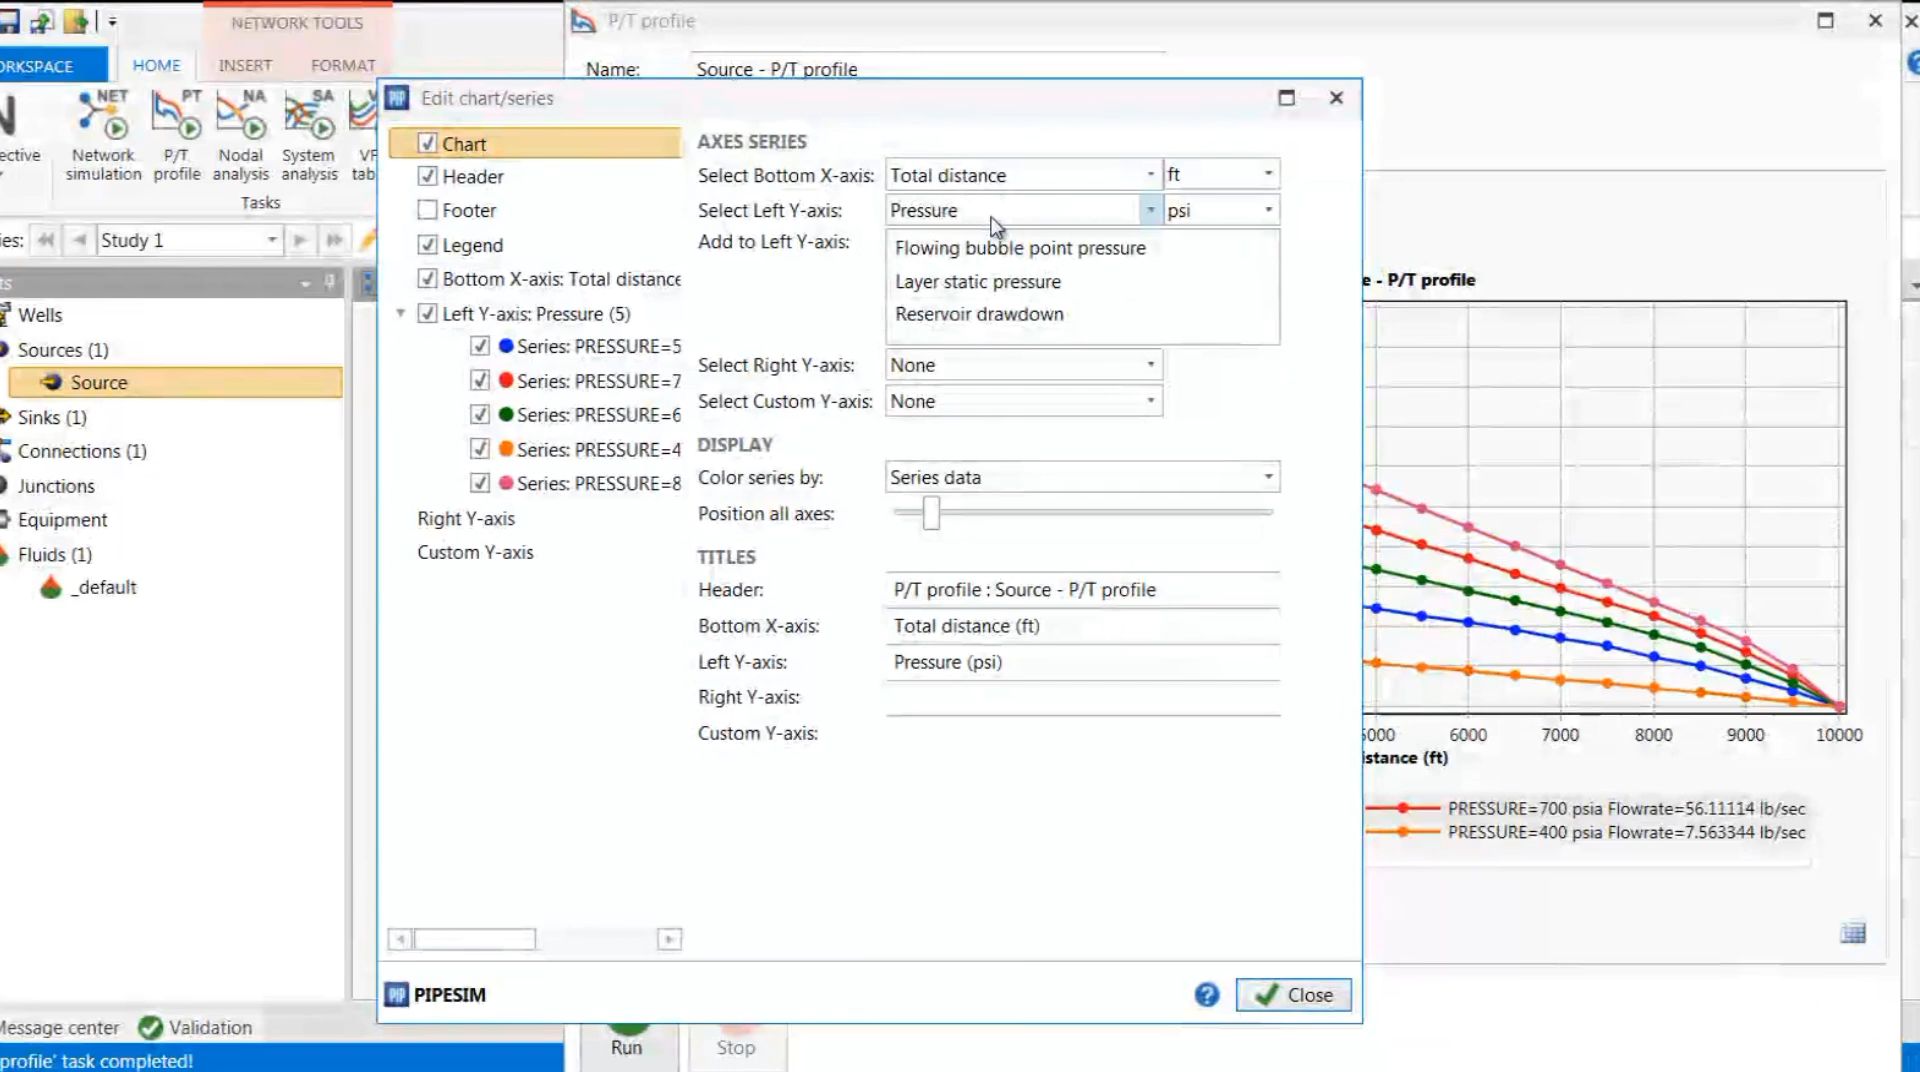 NETWORK TOOLS
P/T profile
ORKSPACE
HOME
INSERT
FORMAT
Name:
Source - P/T profile
NET
PT
NA
SA
Network simulation
P/T profile
Nodal analysis
System analysis
Tasks
Study 1
Wells
Sources (1)
Source
Sinks (1)
Connections (1)
Junctions
Equipment
Fluids (1)
_default
PIP
Edit chart/series
Chart
Header
Footer
Legend
Bottom X-axis: Total distance
Left Y-axis: Pressure (5)
Series: PRESSURE=5
Series: PRESSURE=7
Series: PRESSURE=6
Series: PRESSURE=4
Series: PRESSURE=8
Right Y-axis
Custom Y-axis
AXES SERIES
Select Bottom X-axis: Total distance ft
Select Left Y-axis: Pressure psi
Add to Left Y-axis:
Flowing bubble point pressure
Layer static pressure
Reservoir drawdown
Select Right Y-axis: None
Select Custom Y-axis: None
DISPLAY
Color series by: Series data
Position all axes:
TITLES
Header: P/T profile : Source - P/T profile
Bottom X-axis: Total distance (ft)
Left Y-axis: Pressure (psi)
Right Y-axis:
Custom Y-axis:
PIP PIPESIM
? Close
e - P/T profile
5000 6000 7000 8000 9000 10000
istance (ft)
PRESSURE=700 psia Flowrate=56.11114 lb/sec
PRESSURE=400 psia Flowrate=7.563344 lb/sec
Message center
Validation
Run
Stop
profile' task completed!